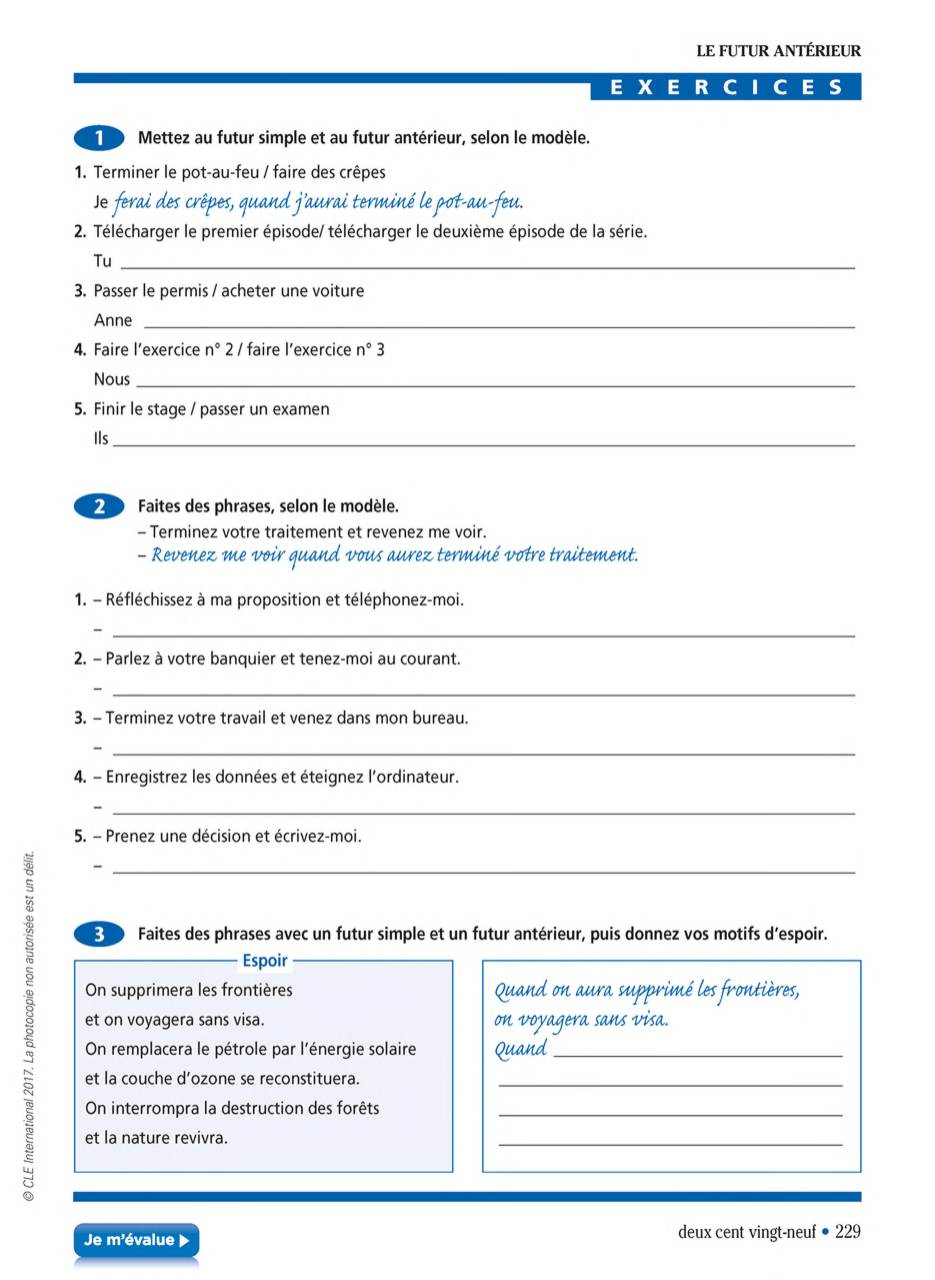 LE FUTUR ANTÉRIEUR
EXERCICES
1 Mettez au futur simple et au futur antérieur, selon le modèle.
1. Terminer le pot-au-feu / faire des crêpes
Je ferai des crêpes, quand j'aurai terminé le pot-au-feu.
2. Télécharger le premier épisode/ télécharger le deuxième épisode de la série.
Tu
3. Passer le permis / acheter une voiture
Anne
4. Faire l'exercice n° 2 / faire l'exercice n° 3
Nous
5. Finir le stage / passer un examen
Ils
2 Faites des phrases, selon le modèle.
– Terminez votre traitement et revenez me voir.
– Revenez me voir quand vous aurez terminé votre traitement.
1. – Réfléchissez à ma proposition et téléphonez-moi.
–
2. – Parlez à votre banquier et tenez-moi au courant.
–
3. – Terminez votre travail et venez dans mon bureau.
–
4. – Enregistrez les données et éteignez l'ordinateur.
–
5. – Prenez une décision et écrivez-moi.
–
3 Faites des phrases avec un futur simple et un futur antérieur, puis donnez vos motifs d'espoir.
Espoir
On supprimera les frontières
et on voyagera sans visa.
On remplacera le pétrole par l'énergie solaire
et la couche d'ozone se reconstituera.
On interrompra la destruction des forêts
et la nature revivra.
Quand on aura supprimé les frontières,
on voyagera sans visa.
Quand
© CLE International 2017. La photocopie non autorisée est un délit.
Je m'évalue
deux cent vingt-neuf • 229